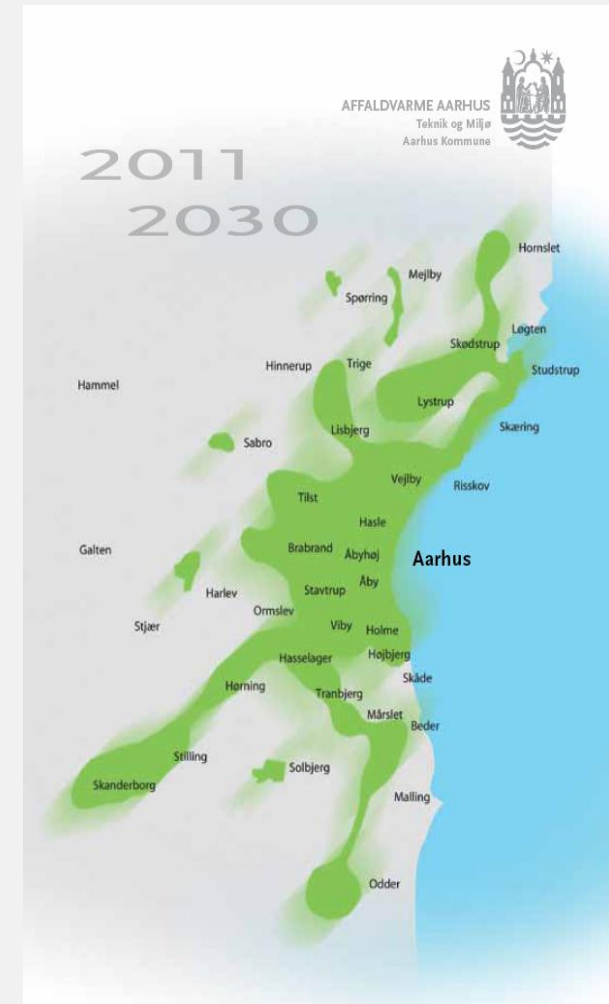 AFFALDVARME AARHUS
Teknik og Miljø
Aarhus Kommune
2011
2030
Hornslet
Mejlby
Spørring
Løgten
Skødstrup
Hinnerup
Trige
Studstrup
Hammel
Lystrup
Lisbjerg
Skæring
Sabro
Vejlby
Risskov
Tilst
Hasle
Galten
Brabrand
Åbyhøj
Aarhus
Åby
Harlev
Stavtrup
Ormslev
Stjær
Viby
Holme
Hasselager
Højbjerg
Skåde
Hørning
Tranbjerg
Mårslet
Beder
Stilling
Solbjerg
Skanderborg
Malling
Odder